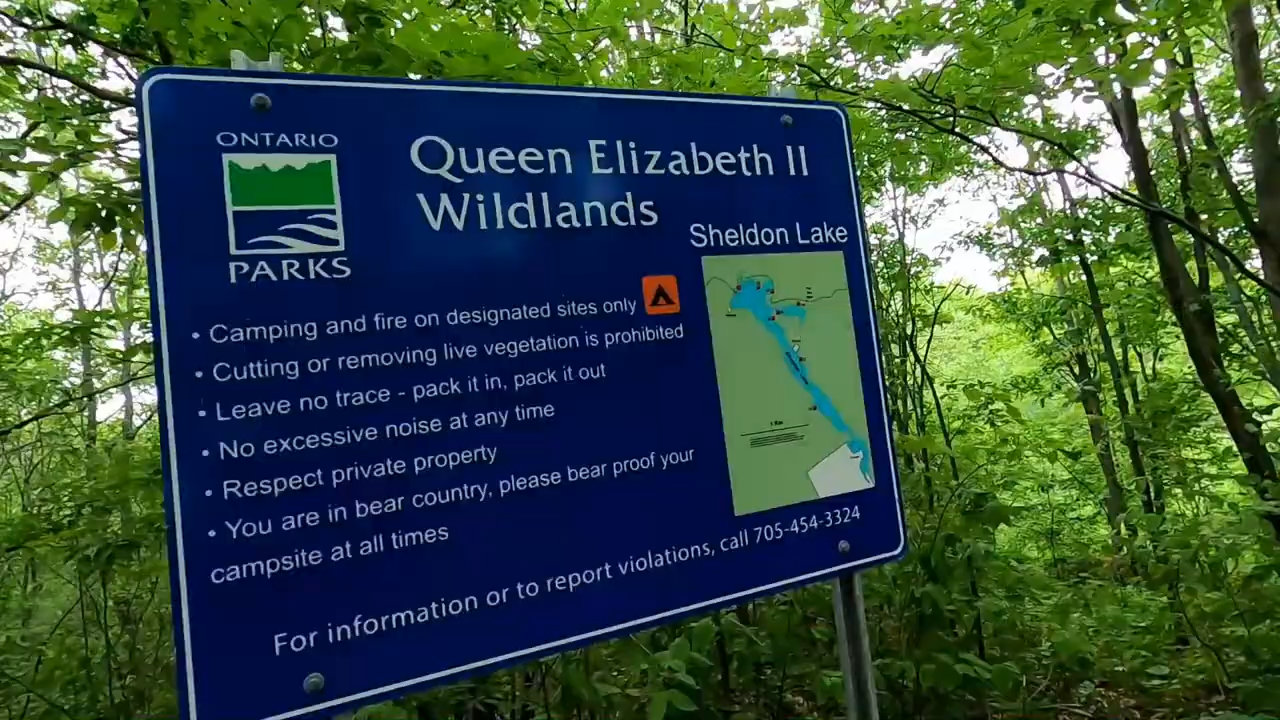 ONTARIO
PARKS
Queen Elizabeth II
Wildlands
Sheldon Lake
• Camping and fire on designated sites only
• Cutting or removing live vegetation is prohibited
• Leave no trace - pack it in, pack it out
• No excessive noise at any time
• Respect private property
• You are in bear country, please bear proof your
campsite at all times
For information or to report violations, call 705-454-3324